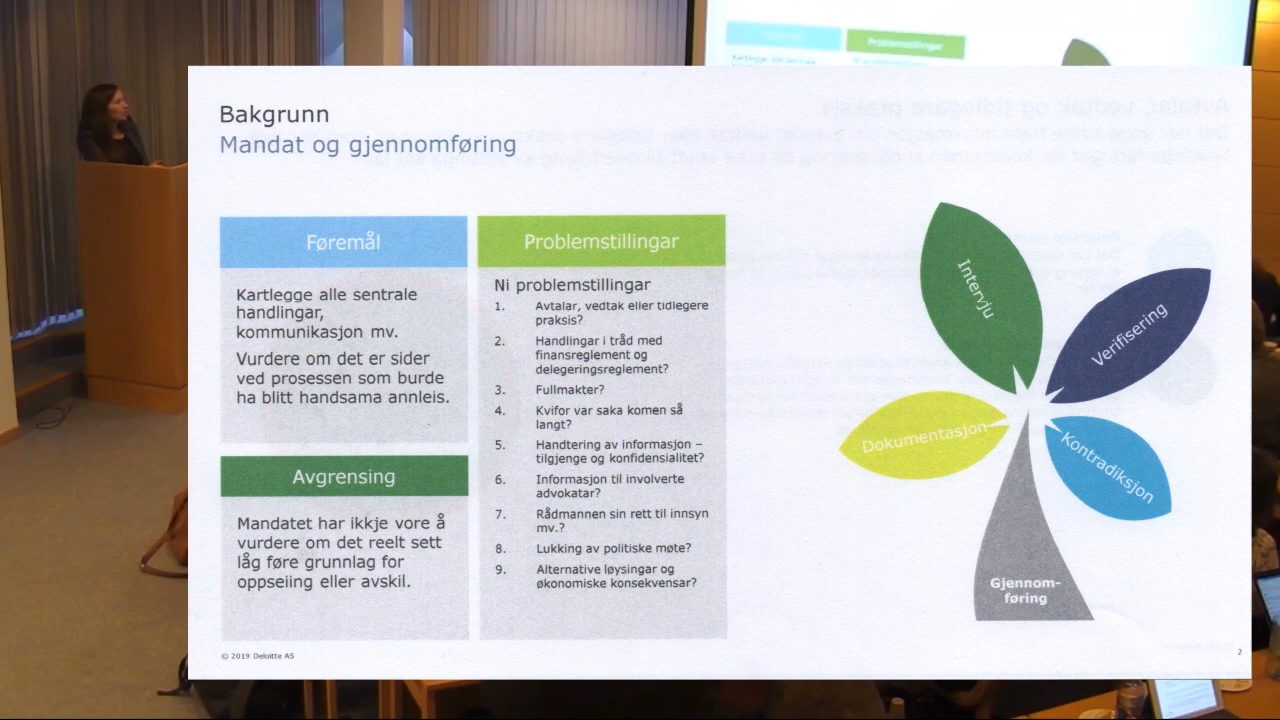 Bakgrunn
Mandat og gjennomføring
Føremål
Kartlegge alle sentrale
handlingar,
kommunikasjon mv.
Vurdere om det er sider
ved prosessen som burde
ha blitt handsama annleis.
Avgrensing
Mandatet har ikkje vore å
vurdere om det reelt sett
låg føre grunnlag for
oppseiing eller avskil.
Problemstillingar
Ni problemstillingar
1. Avtalar, vedtak eller tidlegere
praksis?
2. Handlingar i tråd med
finansreglement og
delegeringsreglement?
3. Fullmakter?
4. Kvifor var saka komen så
langt?
5. Handtering av informasjon –
tilgjenge og konfidensialitet?
6. Informasjon til involverte
advokatar?
7. Rådmannen sin rett til innsyn
mv.?
8. Lukking av politiske møte?
9. Alternative løysingar og
økonomiske konsekvensar?
Intervju
Verifisering
Dokumentasjon
Kontradiksjon
Gjennom-
føring
© 2019 Deloitte AS
2
Problemstillingar
Avtalar, vedtak og tidlegare praksis